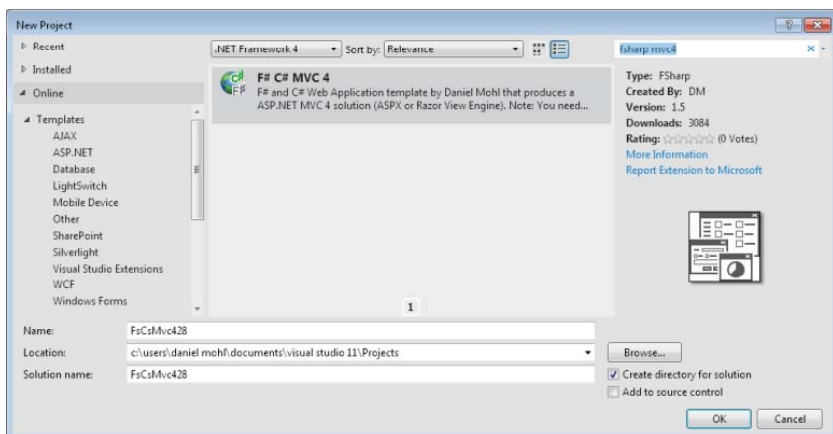 New Project
Recent
Installed
Online
Templates
AJAX
ASP.NET
Database
LightSwitch
Mobile Device
Other
SharePoint
Silverlight
Visual Studio Extensions
WCF
Windows Forms
.NET Framework 4
Sort by: Relevance
F# C# MVC 4
F# and C# Web Application template by Daniel Mohl that produces a
ASP.NET MVC 4 solution (ASPX or Razor View Engine). Note: You need...
1
fsharp mvc4
Type: FSharp
Created By: DM
Version: 1.5
Downloads: 3084
Rating: (0 Votes)
More Information
Report Extension to Microsoft
Name: FsCsMvc428
Location: c:\users\daniel mohl\documents\visual studio 11\Projects
Browse...
Solution name: FsCsMvc428
Create directory for solution
Add to source control
OK
Cancel